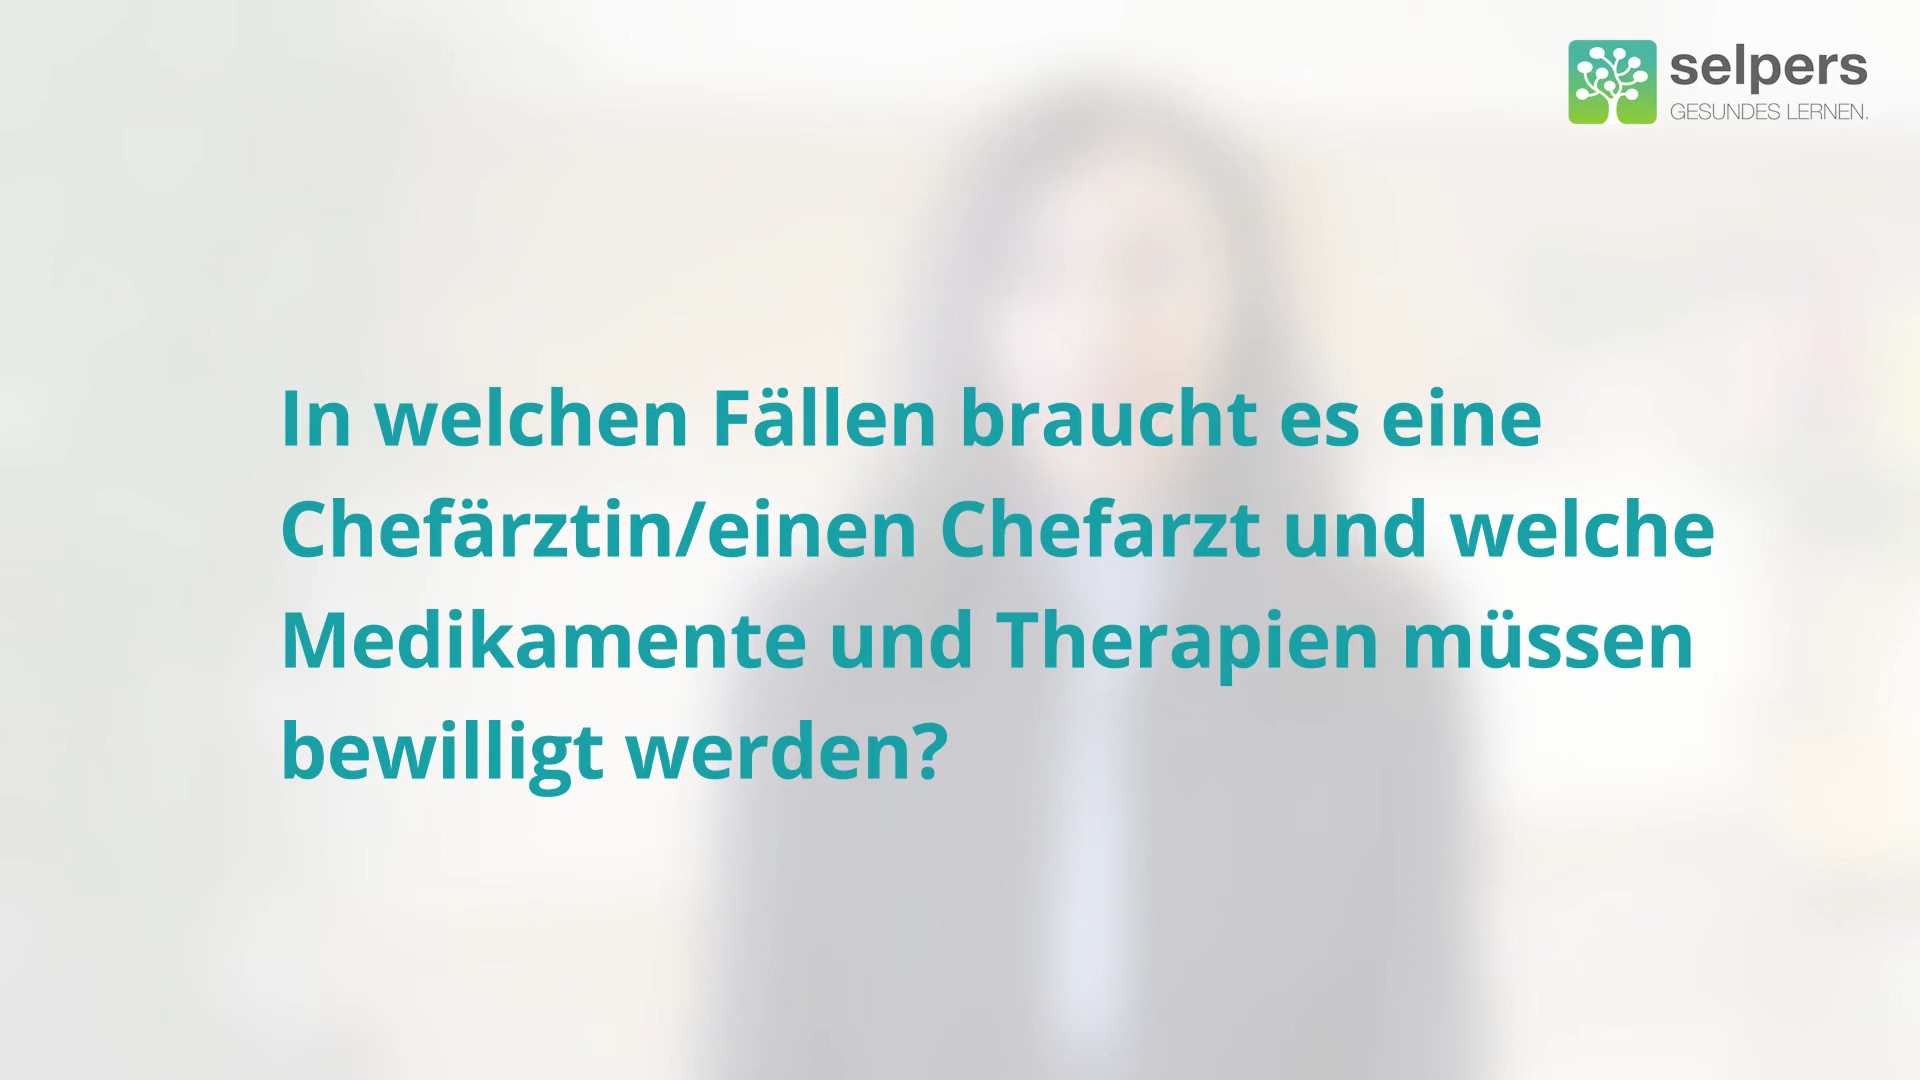 selpers
GESUNDES LERNEN.
In welchen Fällen braucht es eine
Chefärztin/einen Chefarzt und welche
Medikamente und Therapien müssen
bewilligt werden?